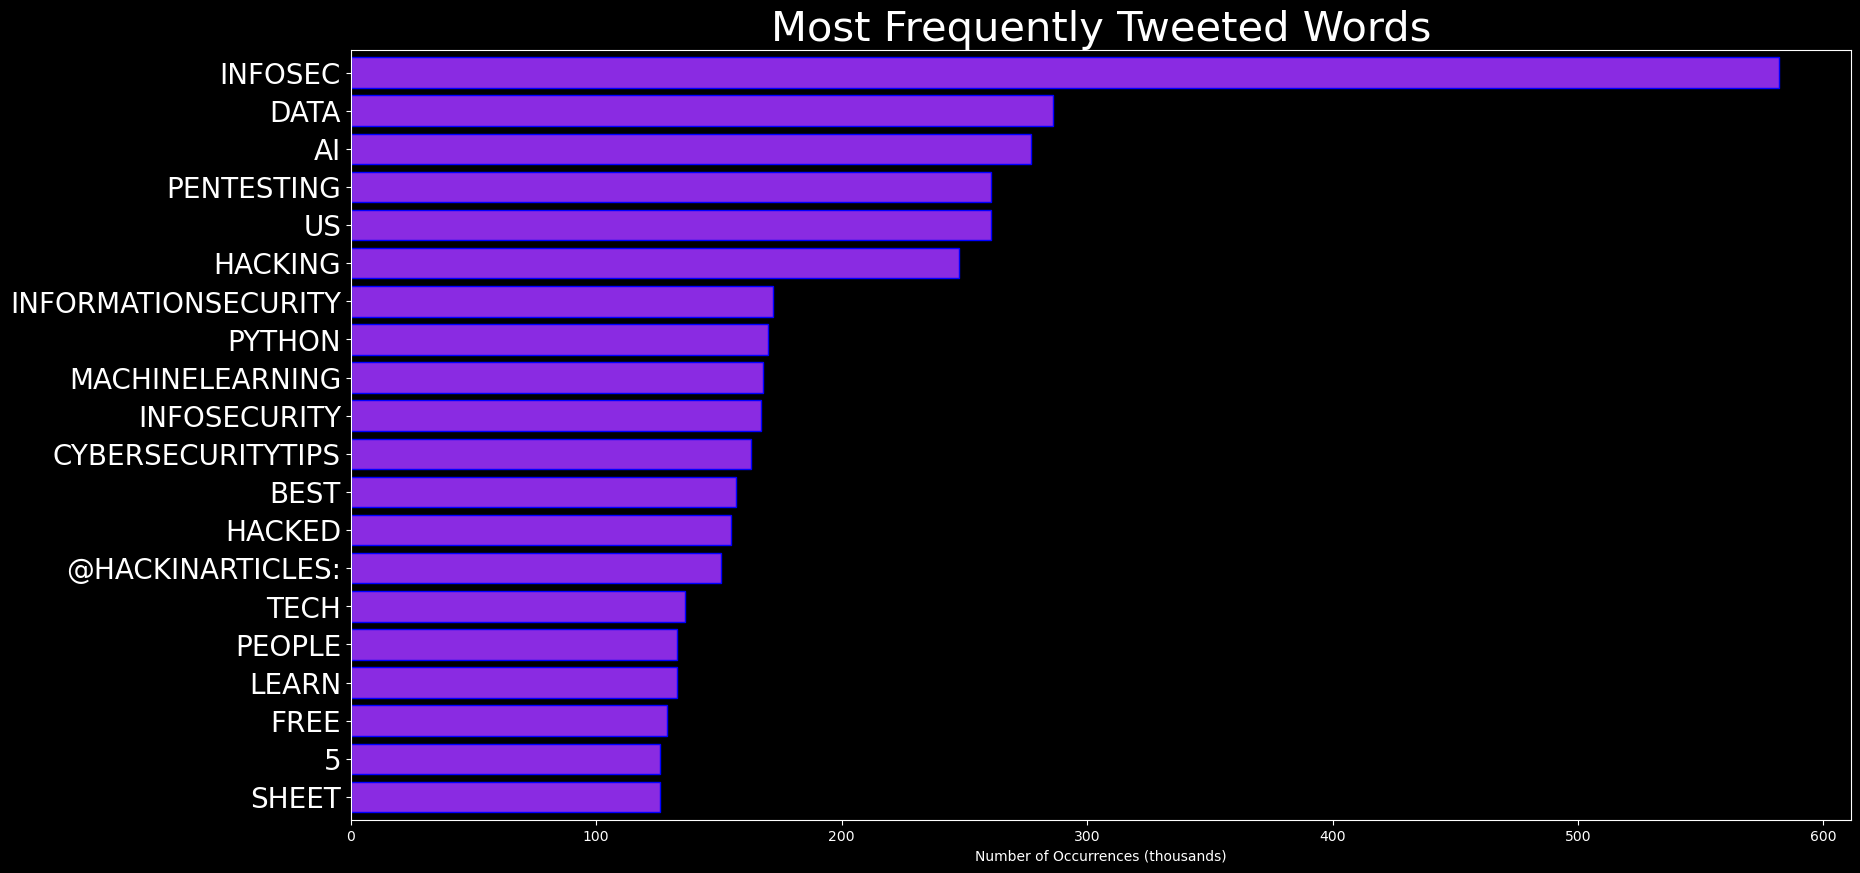 Most Frequently Tweeted Words
INFOSEC
DATA
AI
PENTESTING
US
HACKING
INFORMATIONSECURITY
PYTHON
MACHINELEARNING
INFOSECURITY
CYBERSECURITYTIPS
BEST
HACKED
@HACKINARTICLES:
TECH
PEOPLE
LEARN
FREE
5
SHEET
0 100 200 300 400 500 600
Number of Occurrences (thousands)